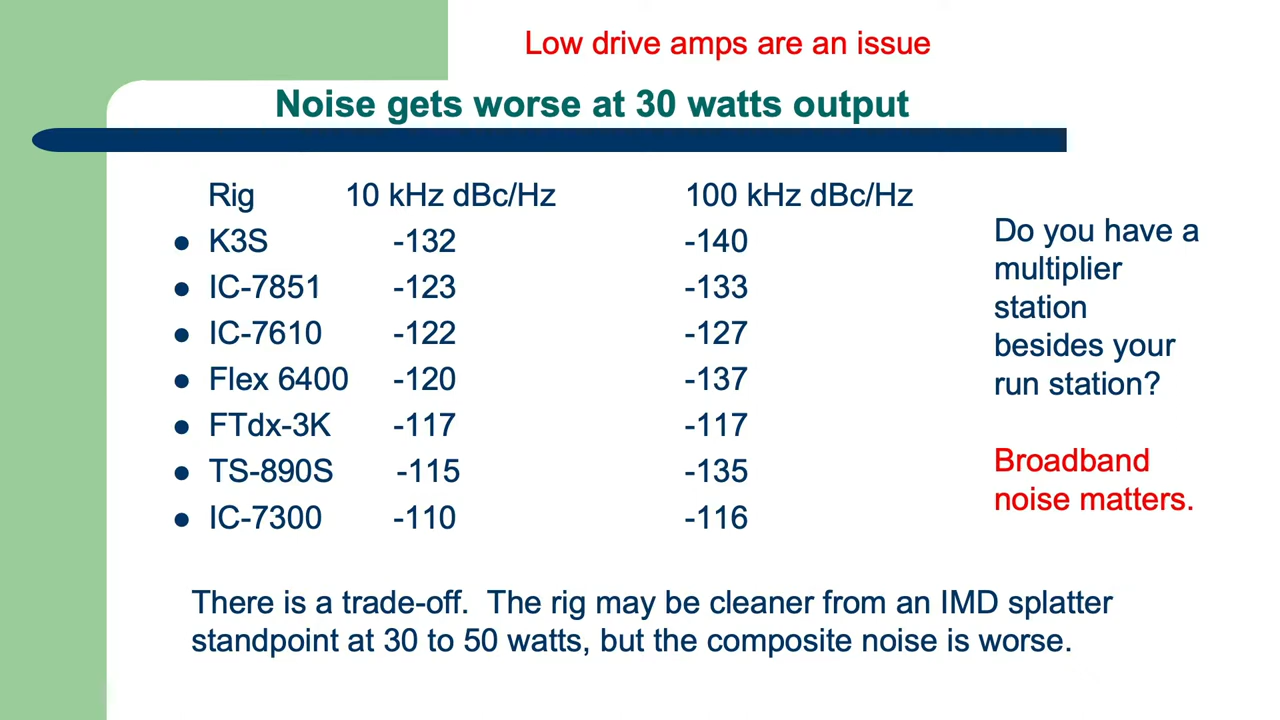 Low drive amps are an issue
Noise gets worse at 30 watts output
Rig 10 kHz dBc/Hz 100 kHz dBc/Hz
• K3S -132 -140
• IC-7851 -123 -133
• IC-7610 -122 -127
• Flex 6400 -120 -137
• FTdx-3K -117 -117
• TS-890S -115 -135
• IC-7300 -110 -116
Do you have a
multiplier
station
besides your
run station?
Broadband
noise matters.
There is a trade-off. The rig may be cleaner from an IMD splatter
standpoint at 30 to 50 watts, but the composite noise is worse.